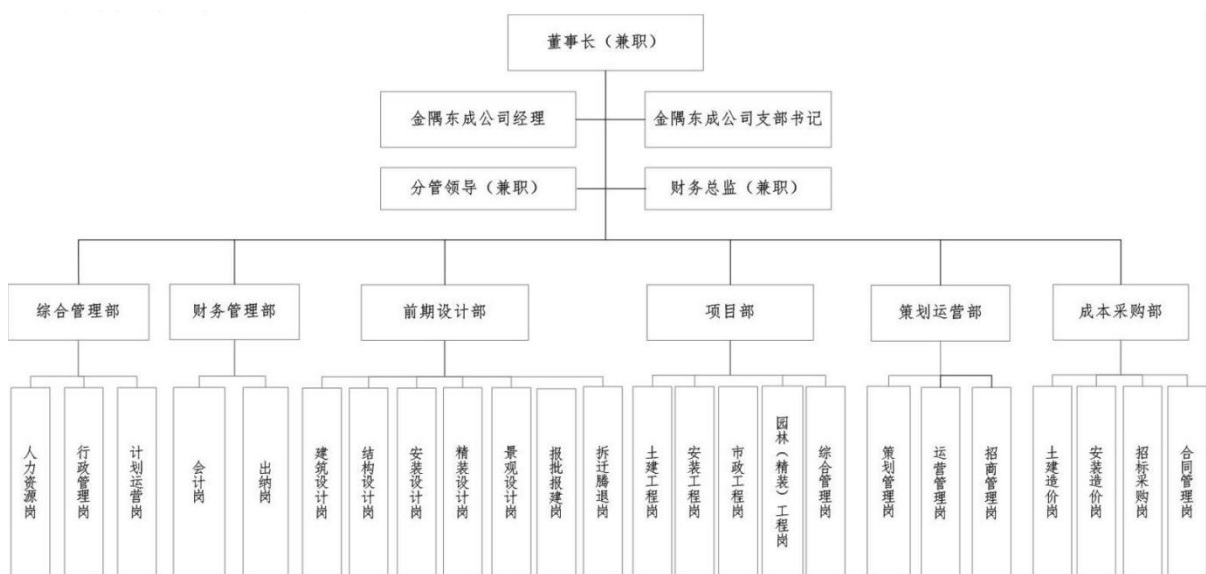 董事长（兼职）
金隅东成公司经理
金隅东成公司支部书记
分管领导（兼职）
财务总监（兼职）
综合管理部
财务管理部
前期设计部
项目部
策划运营部
成本采购部
人力资源岗
行政管理岗
计划运营岗
会计岗
出纳岗
建筑设计岗
结构设计岗
安装设计岗
精装设计岗
景观设计岗
报批报建岗
拆迁腾退岗
土建工程岗
安装工程岗
市政工程岗
园林（精装）工程岗
综合管理岗
策划管理岗
运营管理岗
招商管理岗
土建造价岗
安装造价岗
招标采购岗
合同管理岗